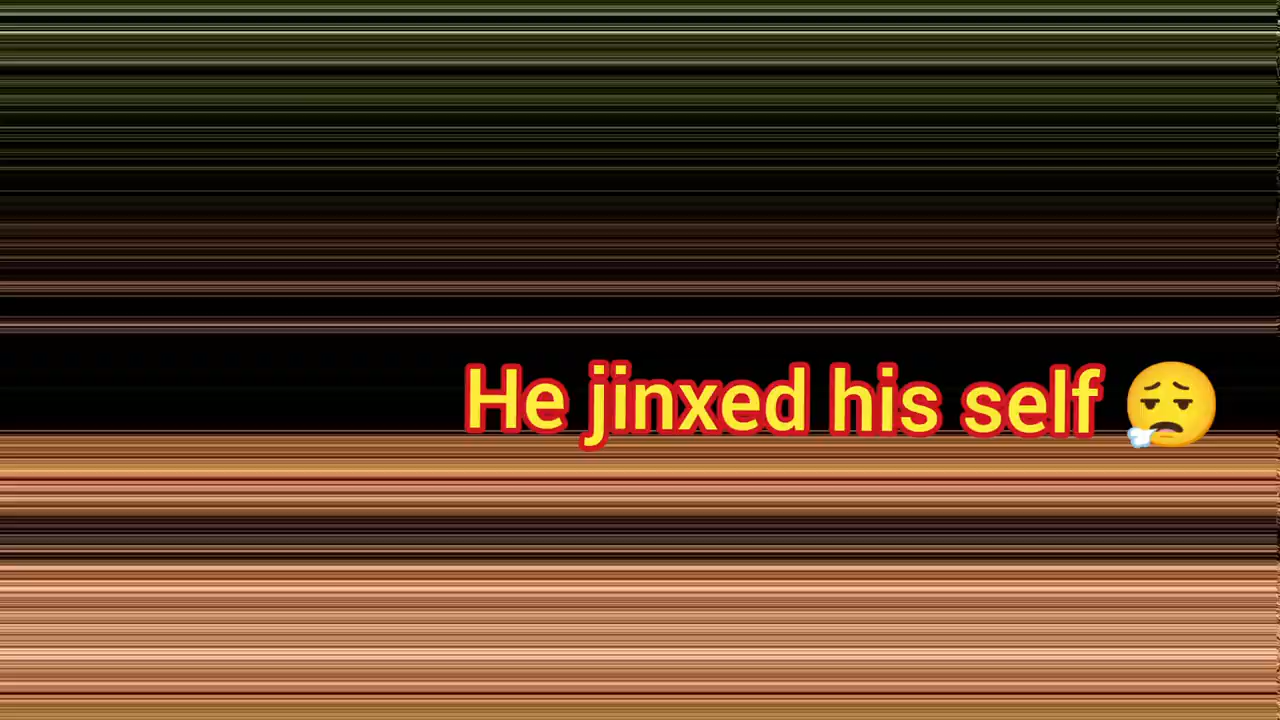 He jinxed his self 😮‍💨